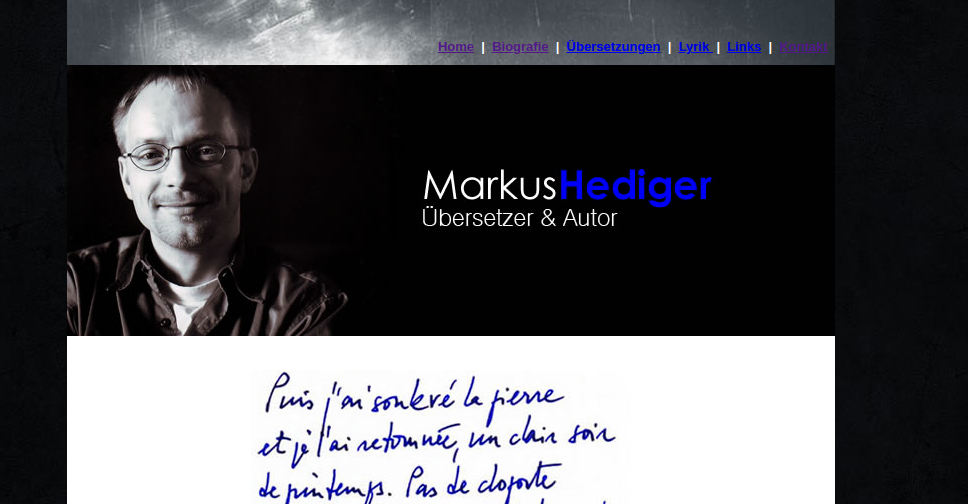 Home | Biografie | Übersetzungen | Lyrik | Links | Kontakt
MarkusHediger
Übersetzer & Autor
Puis j'ai soulevé la pierre
et je l'ai retournée, un clair soir
de printemps. Pas de cloporte